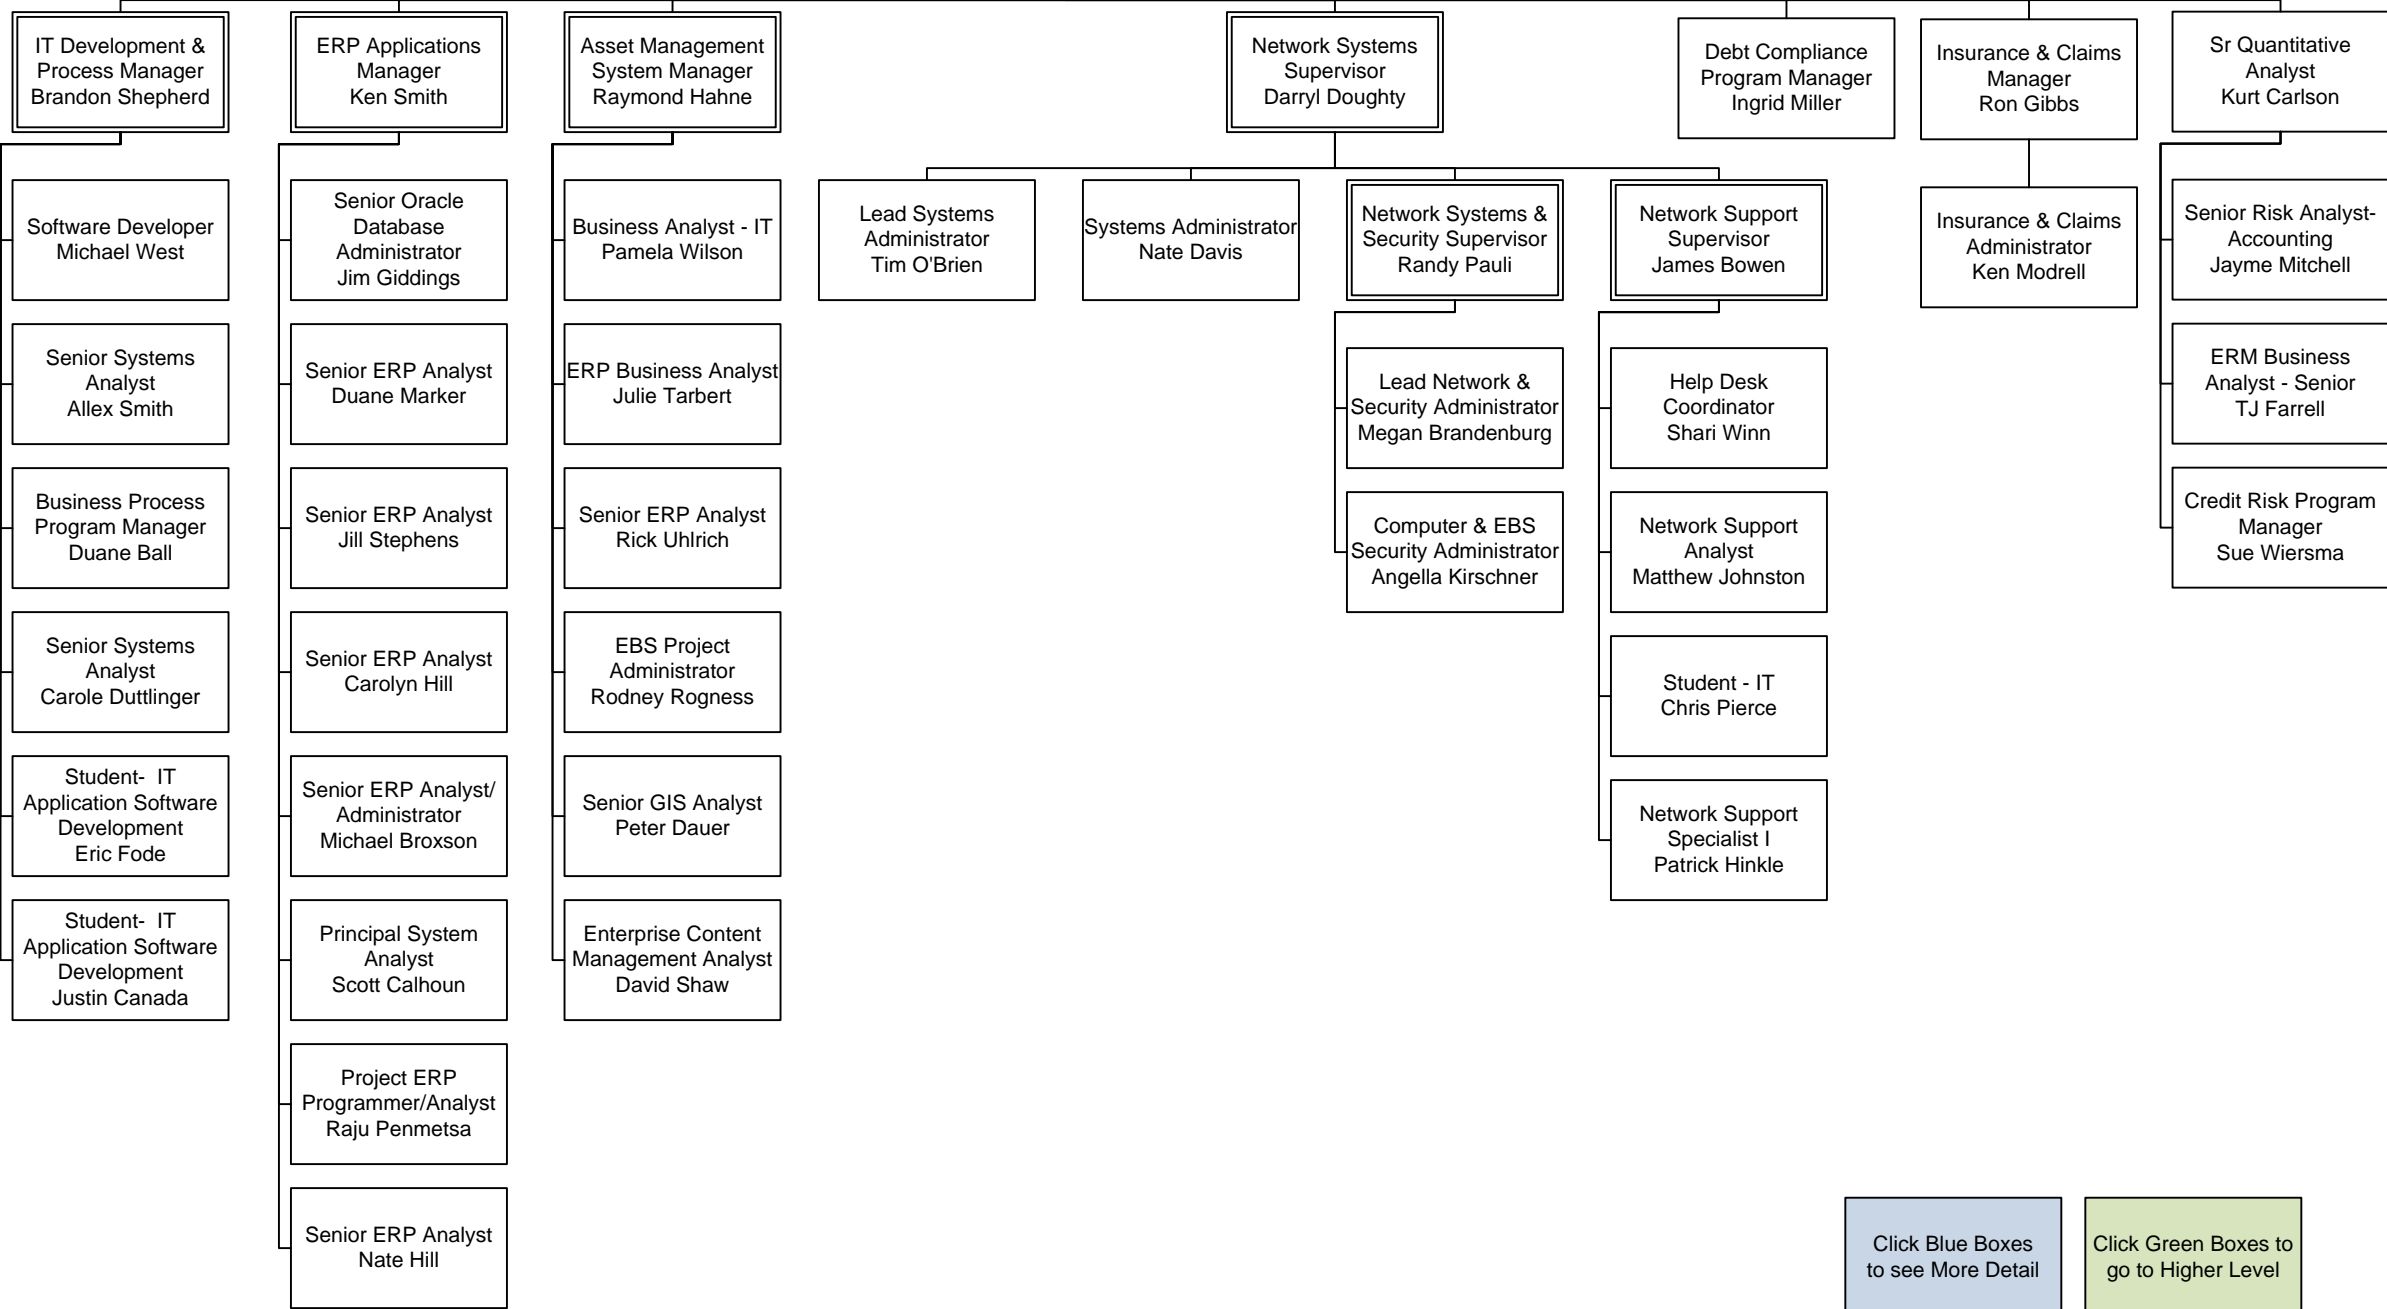 IT Development &
Process Manager
Brandon Shepherd
ERP Applications
Manager
Ken Smith
Asset Management
System Manager
Raymond Hahne
Network Systems
Supervisor
Darryl Doughty
Debt Compliance
Program Manager
Ingrid Miller
Insurance & Claims
Manager
Ron Gibbs
Sr Quantitative
Analyst
Kurt Carlson
Software Developer
Michael West
Senior Systems
Analyst
Allex Smith
Business Process
Program Manager
Duane Ball
Senior Systems
Analyst
Carole Duttlinger
Student-  IT
Application Software
Development
Eric Fode
Student-  IT
Application Software
Development
Justin Canada
Senior Oracle
Database
Administrator
Jim Giddings
Senior ERP Analyst
Duane Marker
Senior ERP Analyst
Jill Stephens
Senior ERP Analyst
Carolyn Hill
Senior ERP Analyst/
Administrator
Michael Broxson
Principal System
Analyst
Scott Calhoun
Project ERP
Programmer/Analyst
Raju Penmetsa
Senior ERP Analyst
Nate Hill
Business Analyst - IT
Pamela Wilson
ERP Business Analyst
Julie Tarbert
Senior ERP Analyst
Rick Uhlrich
EBS Project
Administrator
Rodney Rogness
Senior GIS Analyst
Peter Dauer
Enterprise Content
Management Analyst
David Shaw
Lead Systems
Administrator
Tim O'Brien
Systems Administrator
Nate Davis
Network Systems &
Security Supervisor
Randy Pauli
Lead Network &
Security Administrator
Megan Brandenburg
Computer & EBS
Security Administrator
Angella Kirschner
Network Support
Supervisor
James Bowen
Help Desk
Coordinator
Shari Winn
Network Support
Analyst
Matthew Johnston
Student - IT
Chris Pierce
Network Support
Specialist I
Patrick Hinkle
Insurance & Claims
Administrator
Ken Modrell
Senior Risk Analyst-
Accounting
Jayme Mitchell
ERM Business
Analyst - Senior
TJ Farrell
Credit Risk Program
Manager
Sue Wiersma
Click Blue Boxes
to see More Detail
Click Green Boxes to
go to Higher Level